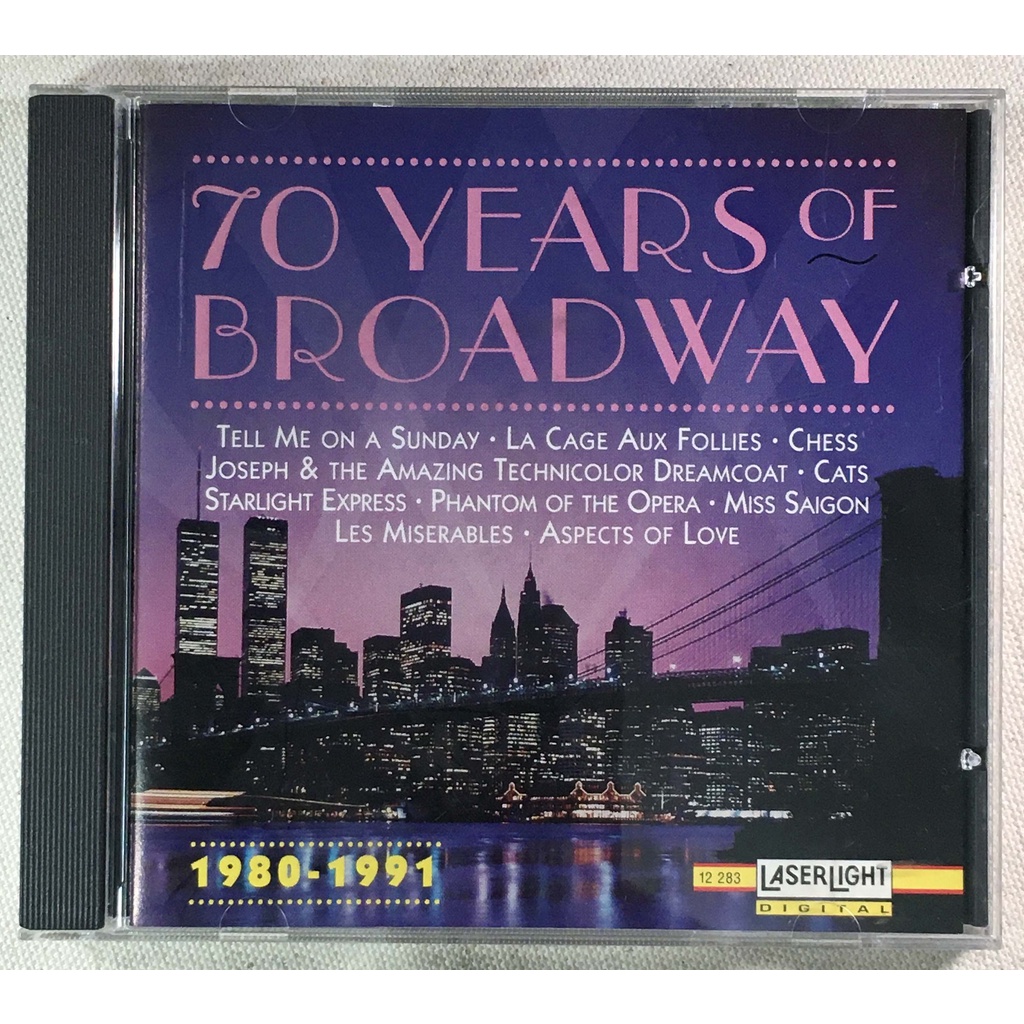 70 YEARS OF
BROADWAY
TELL ME ON A SUNDAY • LA CAGE AUX FOLLIES • CHESS
JOSEPH & THE AMAZING TECHNICOLOR DREAMCOAT • CATS
STARLIGHT EXPRESS • PHANTOM OF THE OPERA • MISS SAIGON
LES MISERABLES • ASPECTS OF LOVE
1980-1991
12 283 LASERLIGHT
DIGITAL